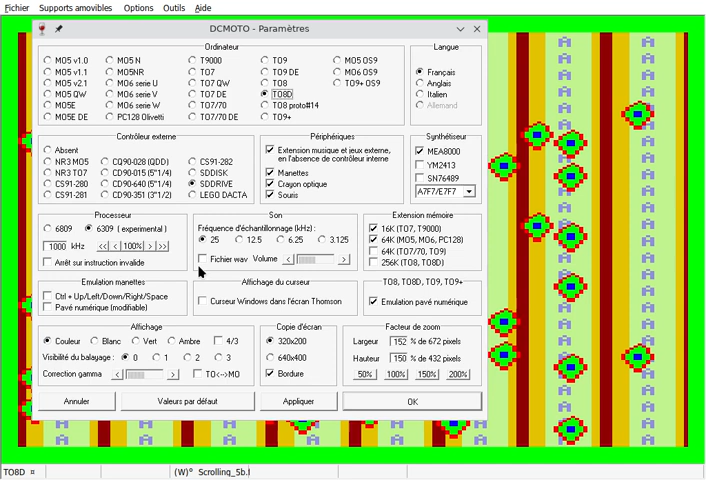 Fichier Supports amovibles Options Outils Aide
DCMOTO - Paramètres
Ordinateur
MO5 v1.0 MO5 N T9000 TO9 MO5 OS9
MO5 v1.1 MO5NR TO7 TO9 DE MO6 OS9
MO5 v2.1 MO6 serie U TO7 QW TO8 TO9+ OS9
MO5 QW MO6 serie V TO7 DE TO8D
MO5E MO6 serie W TO7/70 TO8 proto#14
MO5E DE PC128 Olivetti TO7/70 DE TO9+
Langue
Français
Anglais
Italien
Allemand
Contrôleur externe
Absent
NR3 MO5 CQ90-028 (QDD) CS91-282
NR3 TO7 CD90-015 (5"1/4) SDDISK
CS91-280 CD90-640 (5"1/4) SDDRIVE
CS91-281 CD90-351 (3"1/2) LEGO DACTA
Périphériques
Extension musique et jeux externe,
en l'absence de contrôleur interne
Manettes
Crayon optique
Souris
Synthétiseur
MEA8000
YM2413
SN76489
A7F7/E7F7
Processeur
6809 6309 ( experimental )
1000 kHz << < 100% > >>
Arrêt sur instruction invalide
Son
Fréquence d'échantillonnage (kHz) :
25 12.5 6.25 3.125
Fichier wav Volume < >
Extension mémoire
16K (TO7, T9000)
64K (MO5, MO6, PC128)
64K (TO7/70, TO9)
256K (TO8, TO8D)
Emulation manettes
Ctrl + Up/Left/Down/Right/Space
Pavé numérique (modifiable)
Affichage du curseur
Curseur Windows dans l'écran Thomson
TO8, TO8D, TO9, TO9+
Emulation pavé numérique
Affichage
Couleur Blanc Vert Ambre 4/3
Visibilité du balayage : 0 1 2 3
Correction gamma < > TO<->MO
Copie d'écran
320x200
640x400
Bordure
Facteur de zoom
Largeur 152 % de 672 pixels
Hauteur 150 % de 432 pixels
50% 100% 150% 200%
Annuler Valeurs par défaut Appliquer OK
TO8D ¤ (W)° Scrolling_5b.l